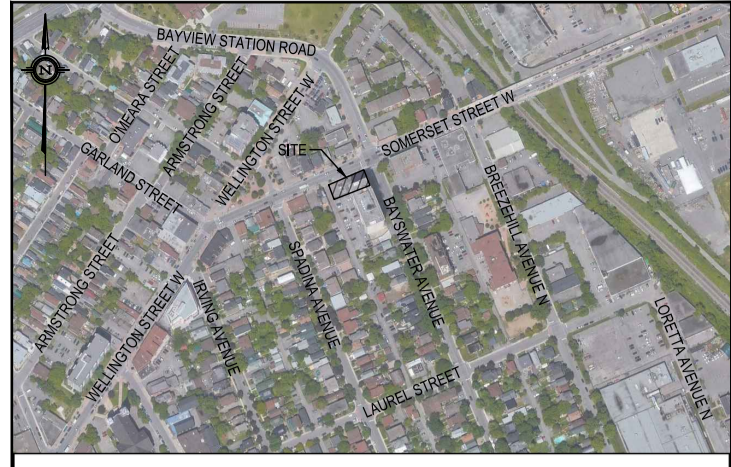 BAYVIEW STATION ROAD
N
O'MEARA STREET
ARMSTRONG STREET
WELLINGTON STREET W
SOMERSET STREET W
GARLAND STREET
SITE
BREEZEHILL AVENUE N
BAYSWATER AVENUE
SPADINA AVENUE
ARMSTRONG STREET
WELLINGTON STREET W
IRVING AVENUE
LORETTA AVENUE N
LAUREL STREET